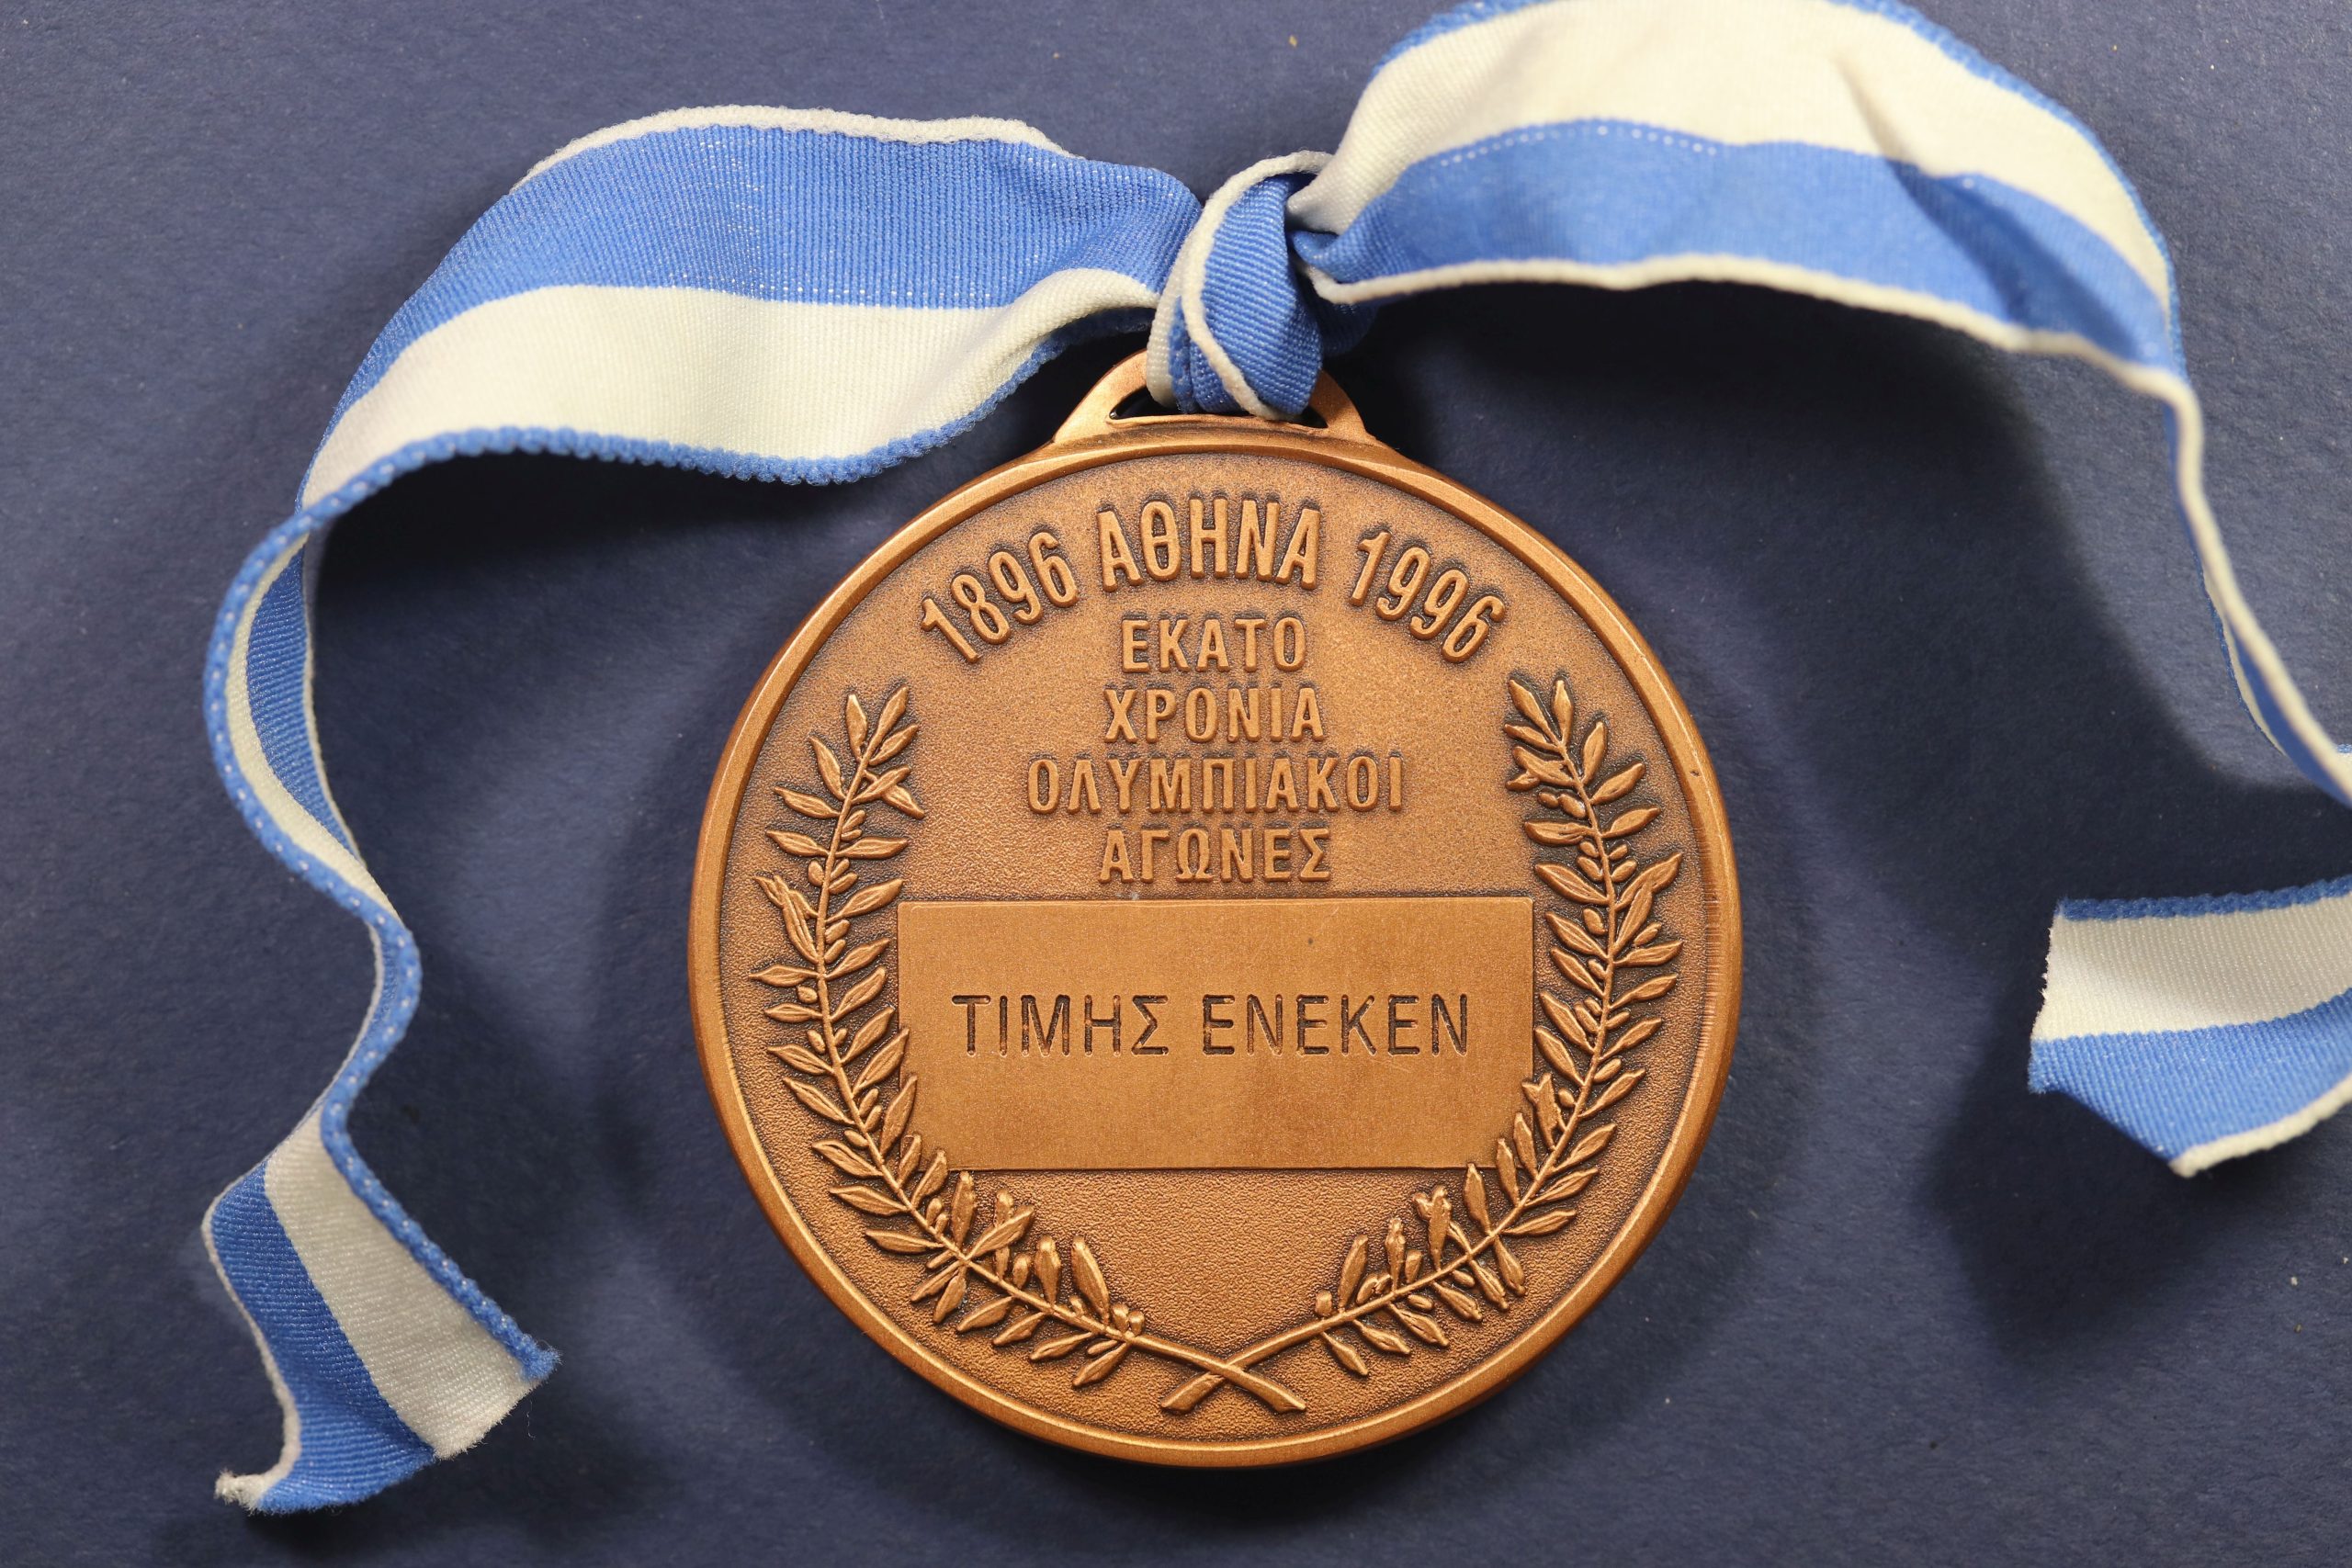 1896 ΑΘΗΝΑ 1996
ΕΚΑΤΟ
ΧΡΟΝΙΑ
ΟΛΥΜΠΙΑΚΟΙ
ΑΓΩΝΕΣ
ΤΙΜΗΣ ΕΝΕΚΕΝ